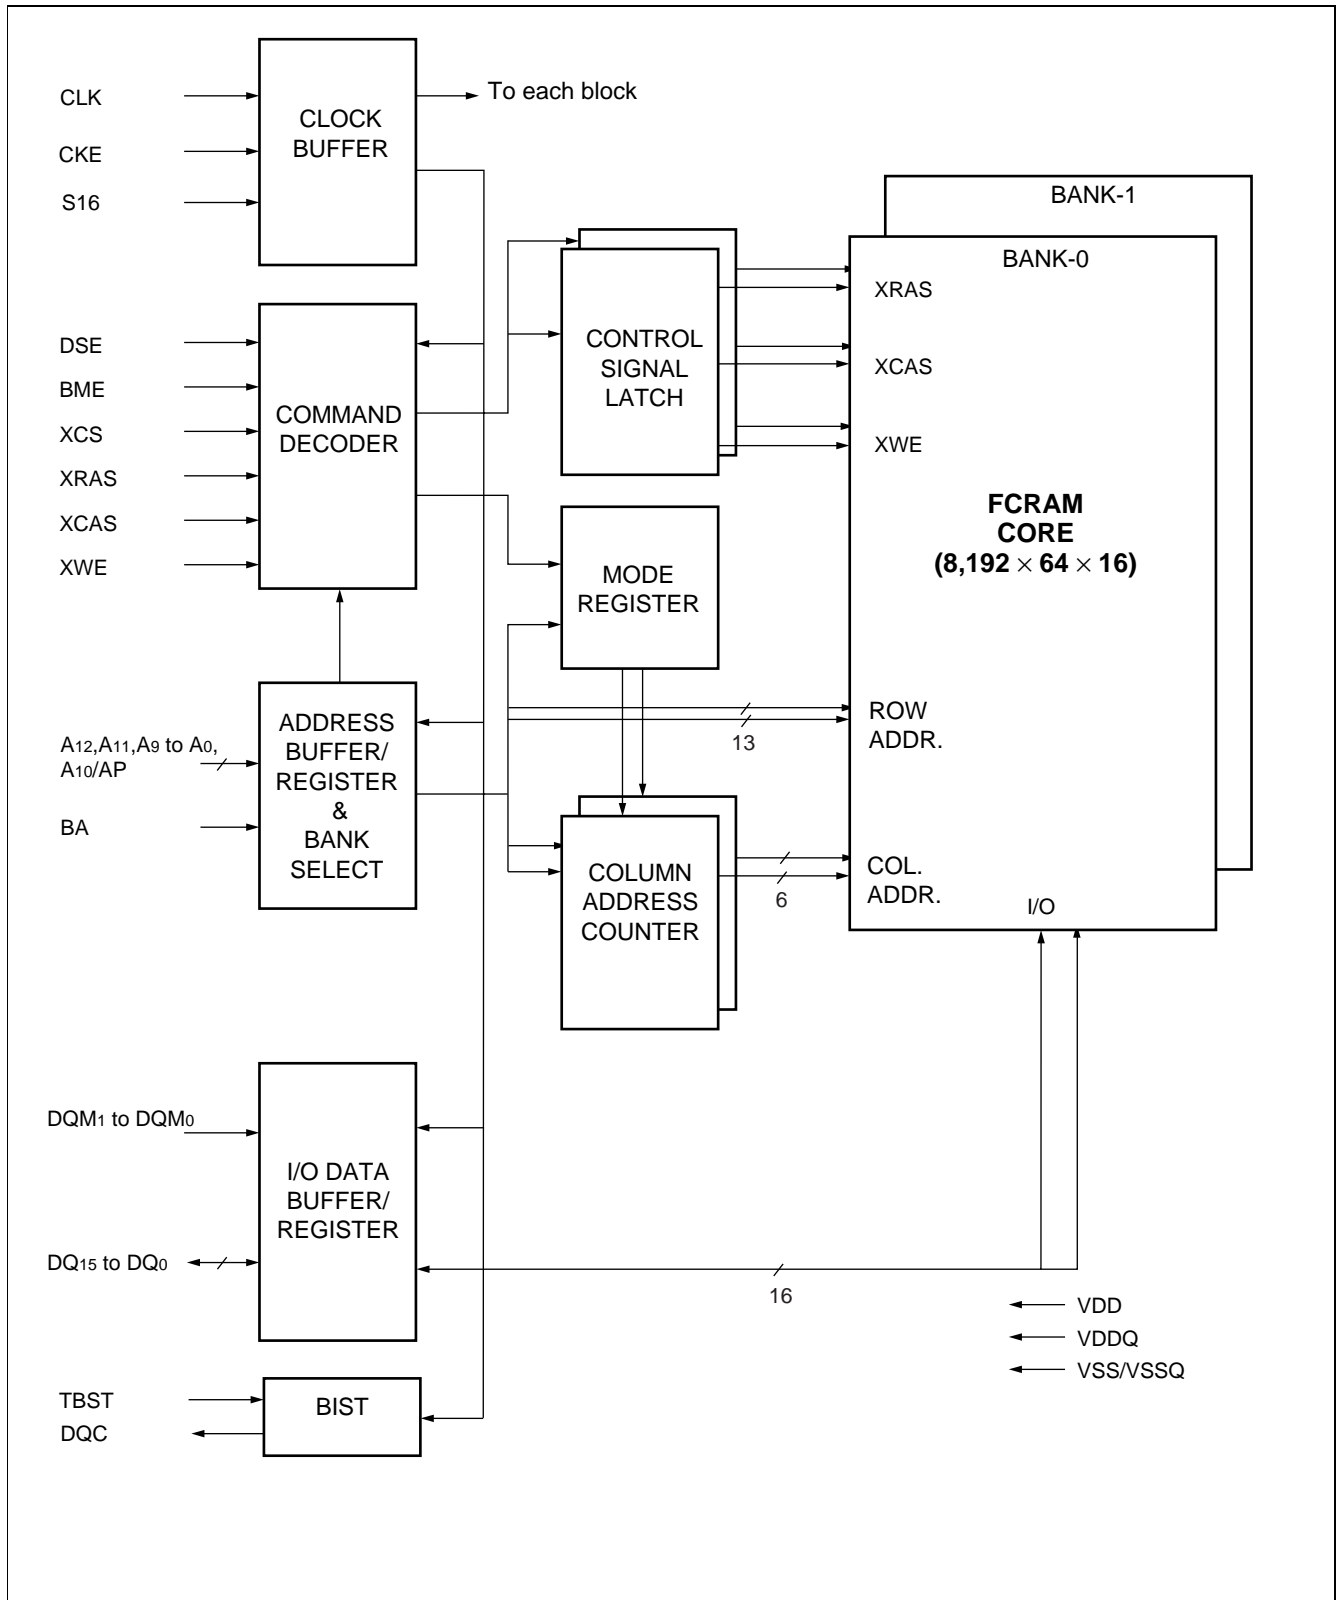 CLK
CKE
S16
CLOCK
BUFFER
To each block
DSE
BME
XCS
XRAS
XCAS
XWE
COMMAND
DECODER
CONTROL
SIGNAL
LATCH
MODE
REGISTER
BANK-1
BANK-0
XRAS
XCAS
XWE
FCRAM
CORE
(8,192 × 64 × 16)
A12,A11,A9 to A0,
A10/AP
BA
ADDRESS
BUFFER/
REGISTER
&
BANK
SELECT
13
ROW
ADDR.
COLUMN
ADDRESS
COUNTER
6
COL.
ADDR.
I/O
DQM1 to DQM0
DQ15 to DQ0
I/O DATA
BUFFER/
REGISTER
16
VDD
VDDQ
VSS/VSSQ
TBST
DQC
BIST